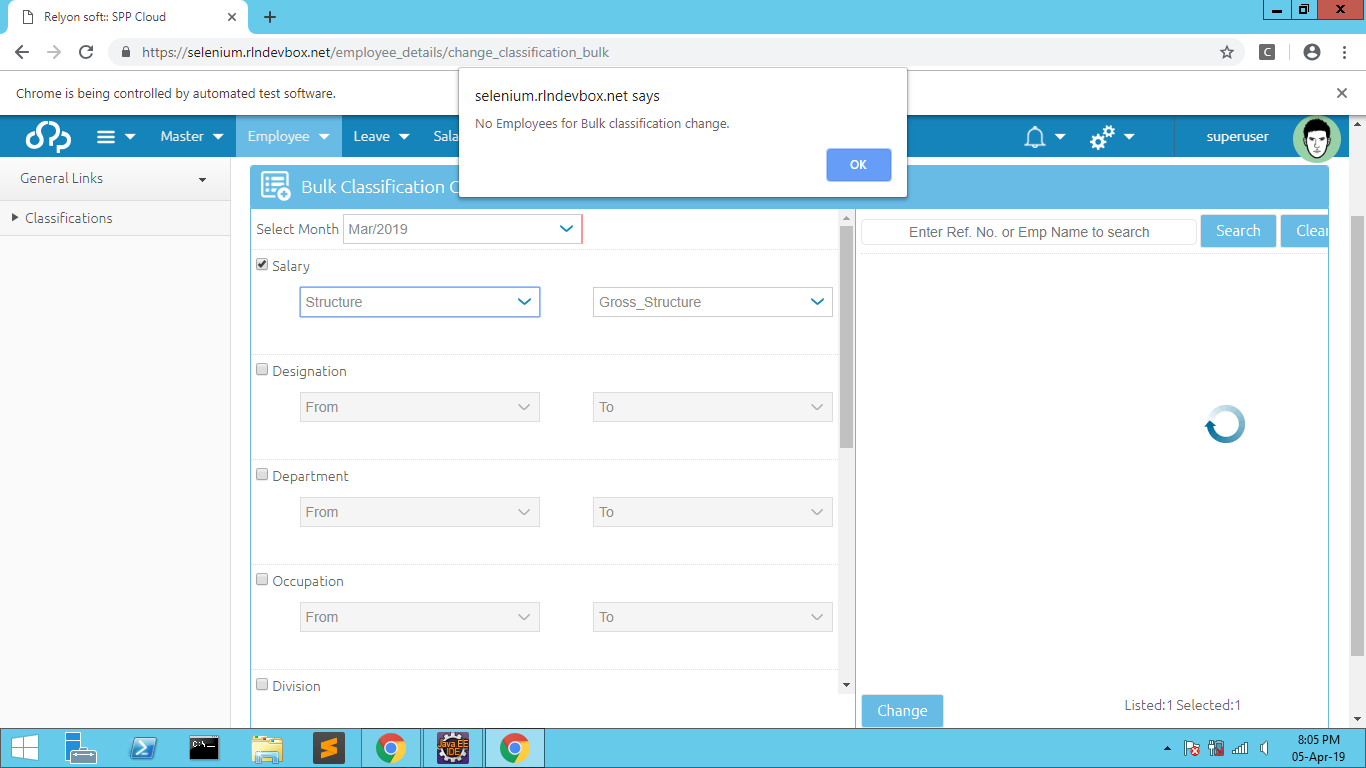 Relyon soft:: SPP Cloud
https://selenium.rlndevbox.net/employee_details/change_classification_bulk
C
Chrome is being controlled by automated test software.
selenium.rlndevbox.net says
No Employees for Bulk classification change.
OK
Master Employee Leave Sala superuser
General Links
Classifications
Bulk Classification C
Select Month Mar/2019
Enter Ref. No. or Emp Name to search Search Clear
Salary
Structure Gross_Structure
Designation
From To
Department
From To
Occupation
From To
Division
Change Listed:1 Selected:1
C:\_
Java EE
IDE
8:05 PM
05-Apr-19